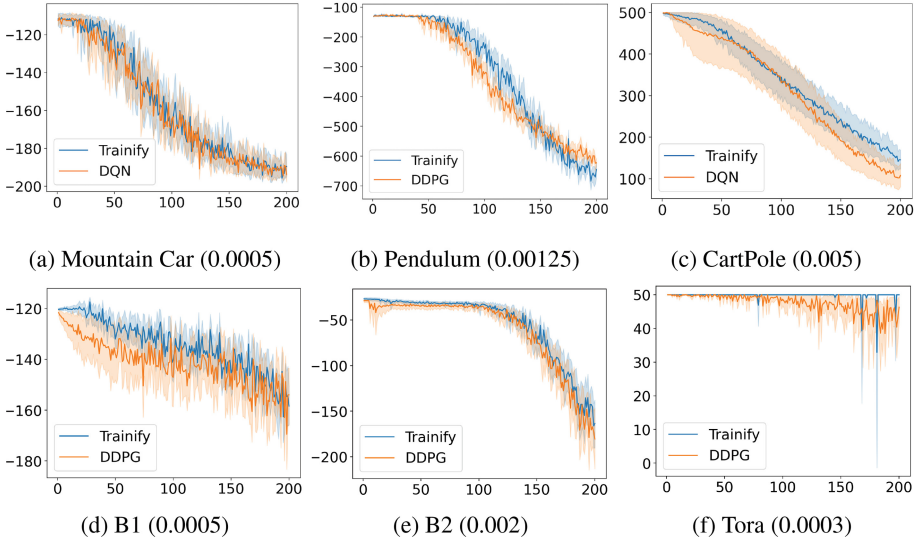 −120
−140
−160
−180
−200
0 50 100 150 200
Trainify
DQN
(a) Mountain Car (0.0005)
−100
−200
−300
−400
−500
−600
−700
0 50 100 150 200
Trainify
DDPG
(b) Pendulum (0.00125)
500
400
300
200
100
0 50 100 150 200
Trainify
DQN
(c) CartPole (0.005)
−120
−140
−160
−180
0 50 100 150 200
Trainify
DDPG
(d) B1 (0.0005)
−50
−100
−150
−200
0 50 100 150 200
Trainify
DDPG
(e) B2 (0.002)
50
40
30
20
10
0
0 50 100 150 200
Trainify
DDPG
(f) Tora (0.0003)